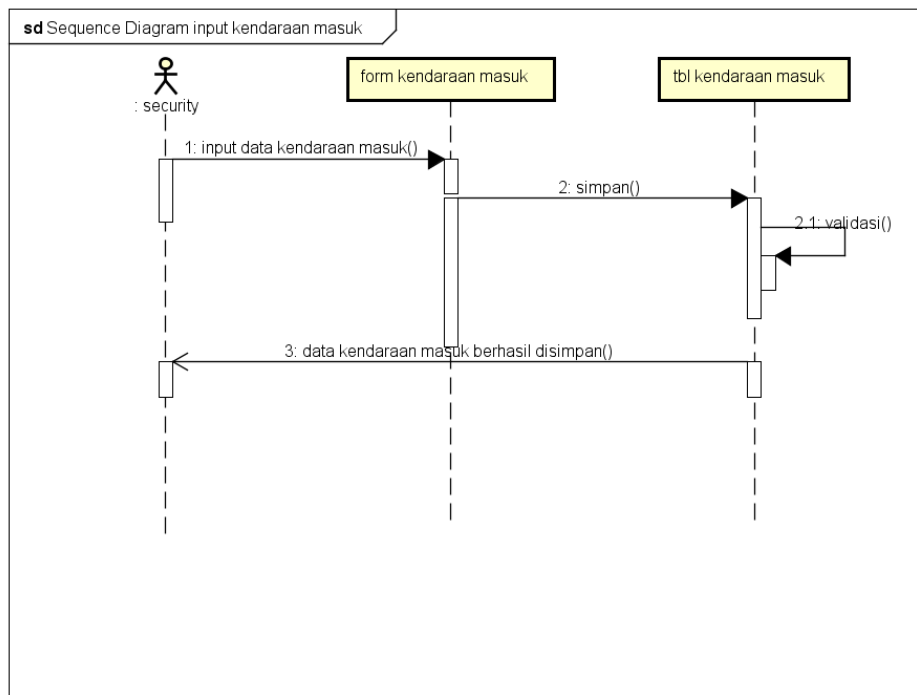 sd Sequence Diagram input kendaraan masuk
: security
form kendaraan masuk
tbl kendaraan masuk
1: input data kendaraan masuk()
2: simpan()
2.1: validasi()
3: data kendaraan masuk berhasil disimpan()